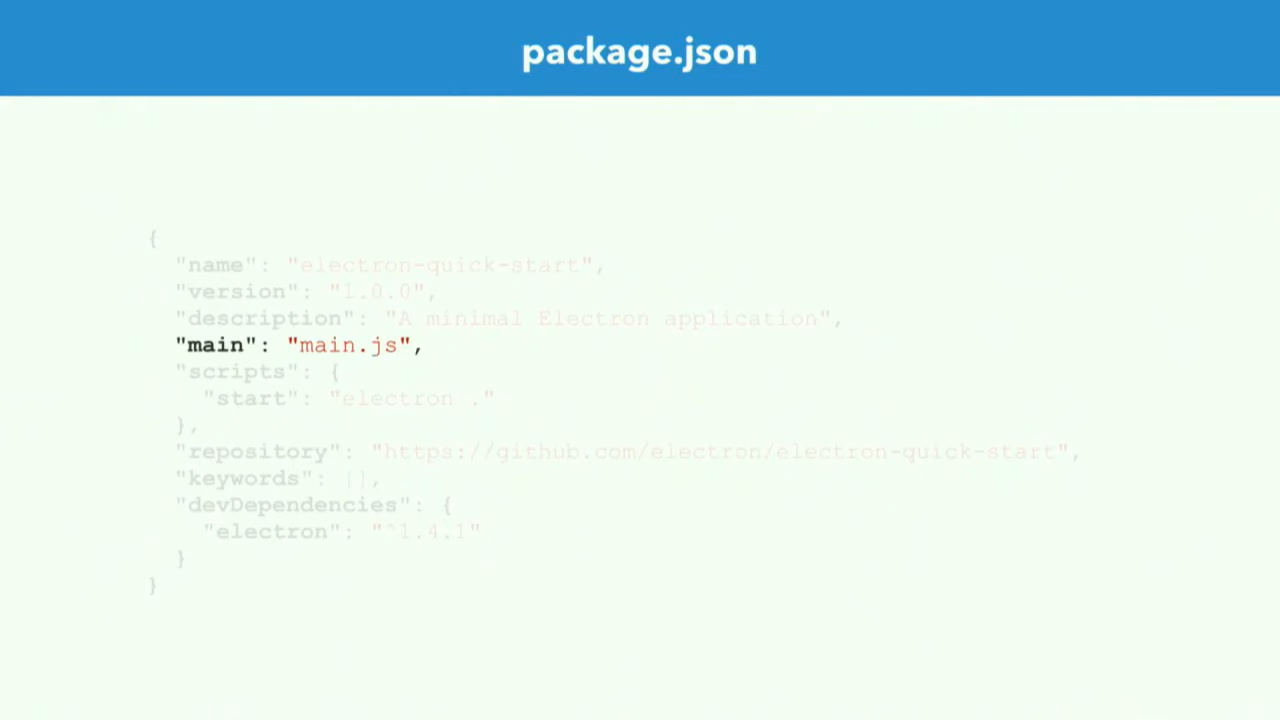 package.json
{
"name": "electron-quick-start",
"version": "1.0.0",
"description": "A minimal Electron application",
"main": "main.js",
"scripts": {
"start": "electron ."
},
"repository": "https://github.com/electron/electron-quick-start",
"keywords": [],
"devDependencies": {
"electron": "^1.4.1"
}
}